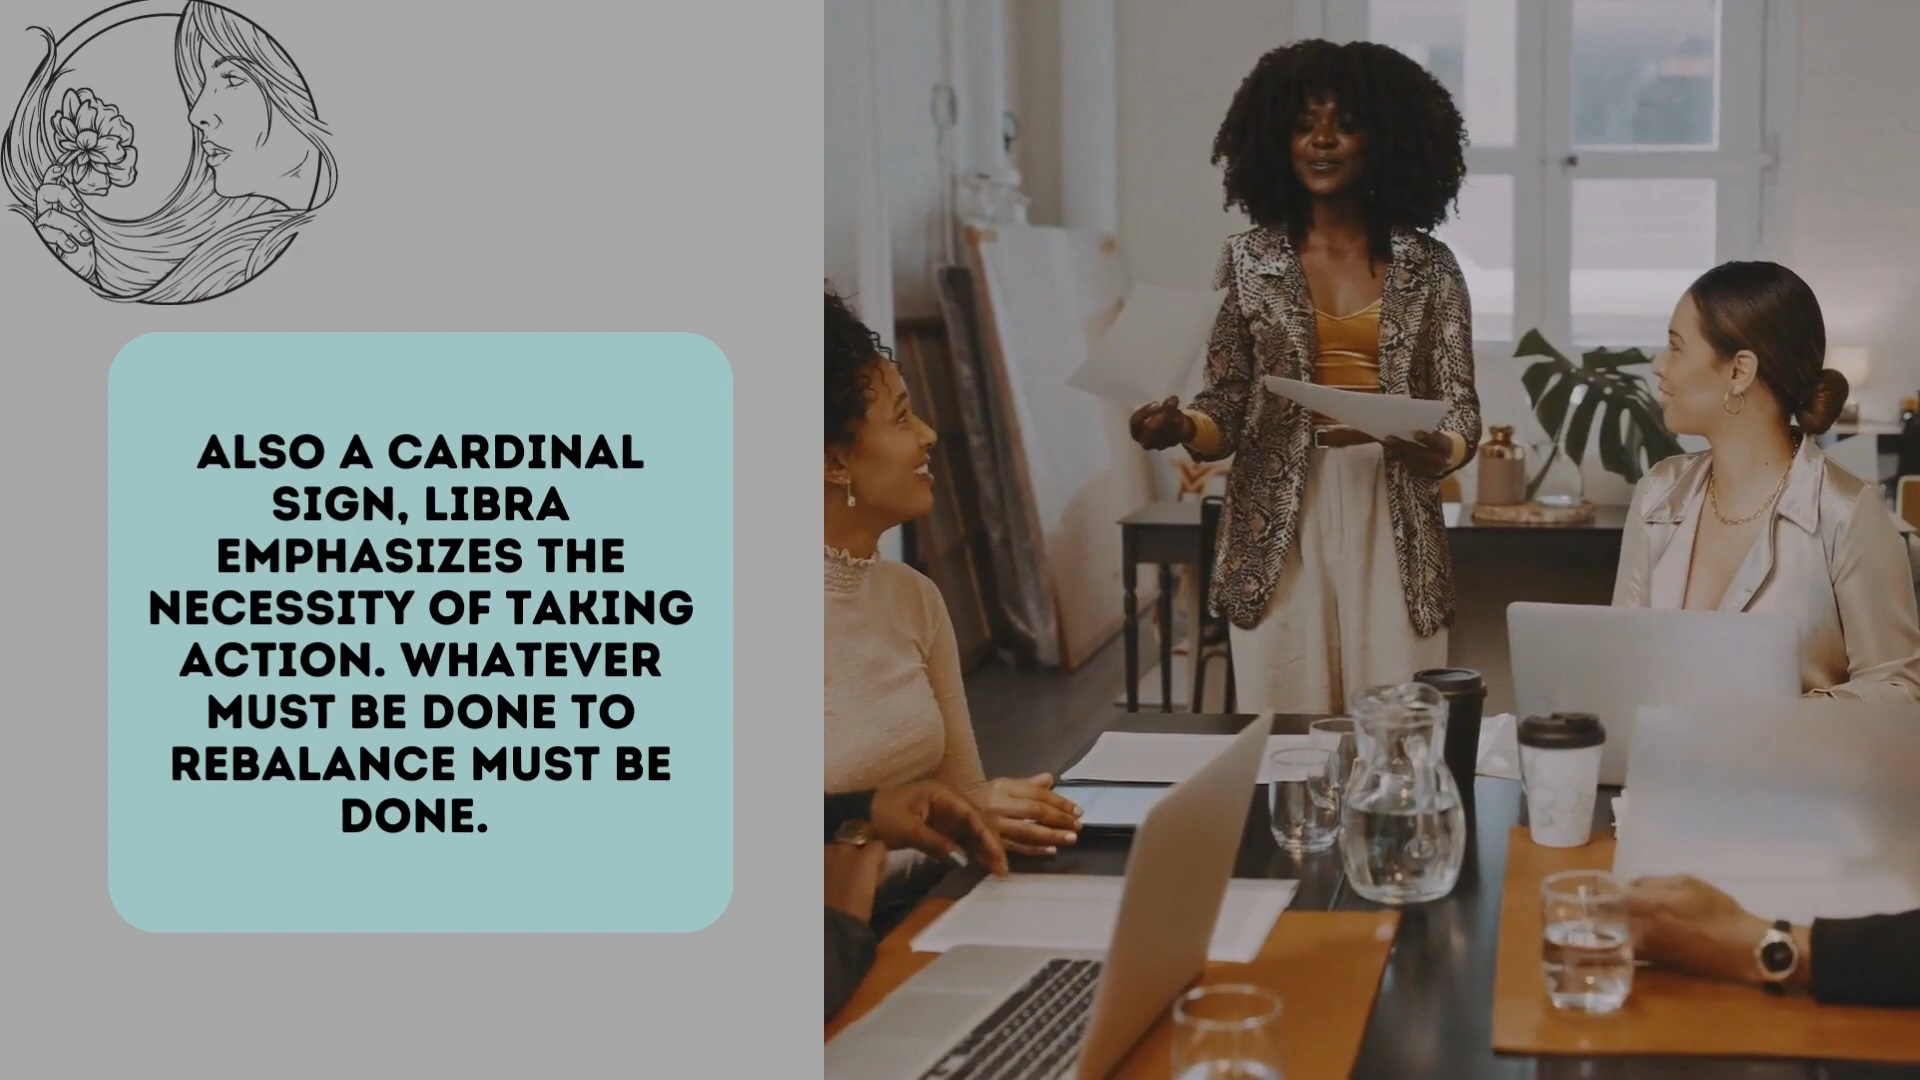 ALSO A CARDINAL
SIGN, LIBRA
EMPHASIZES THE
NECESSITY OF TAKING
ACTION. WHATEVER
MUST BE DONE TO
REBALANCE MUST BE
DONE.